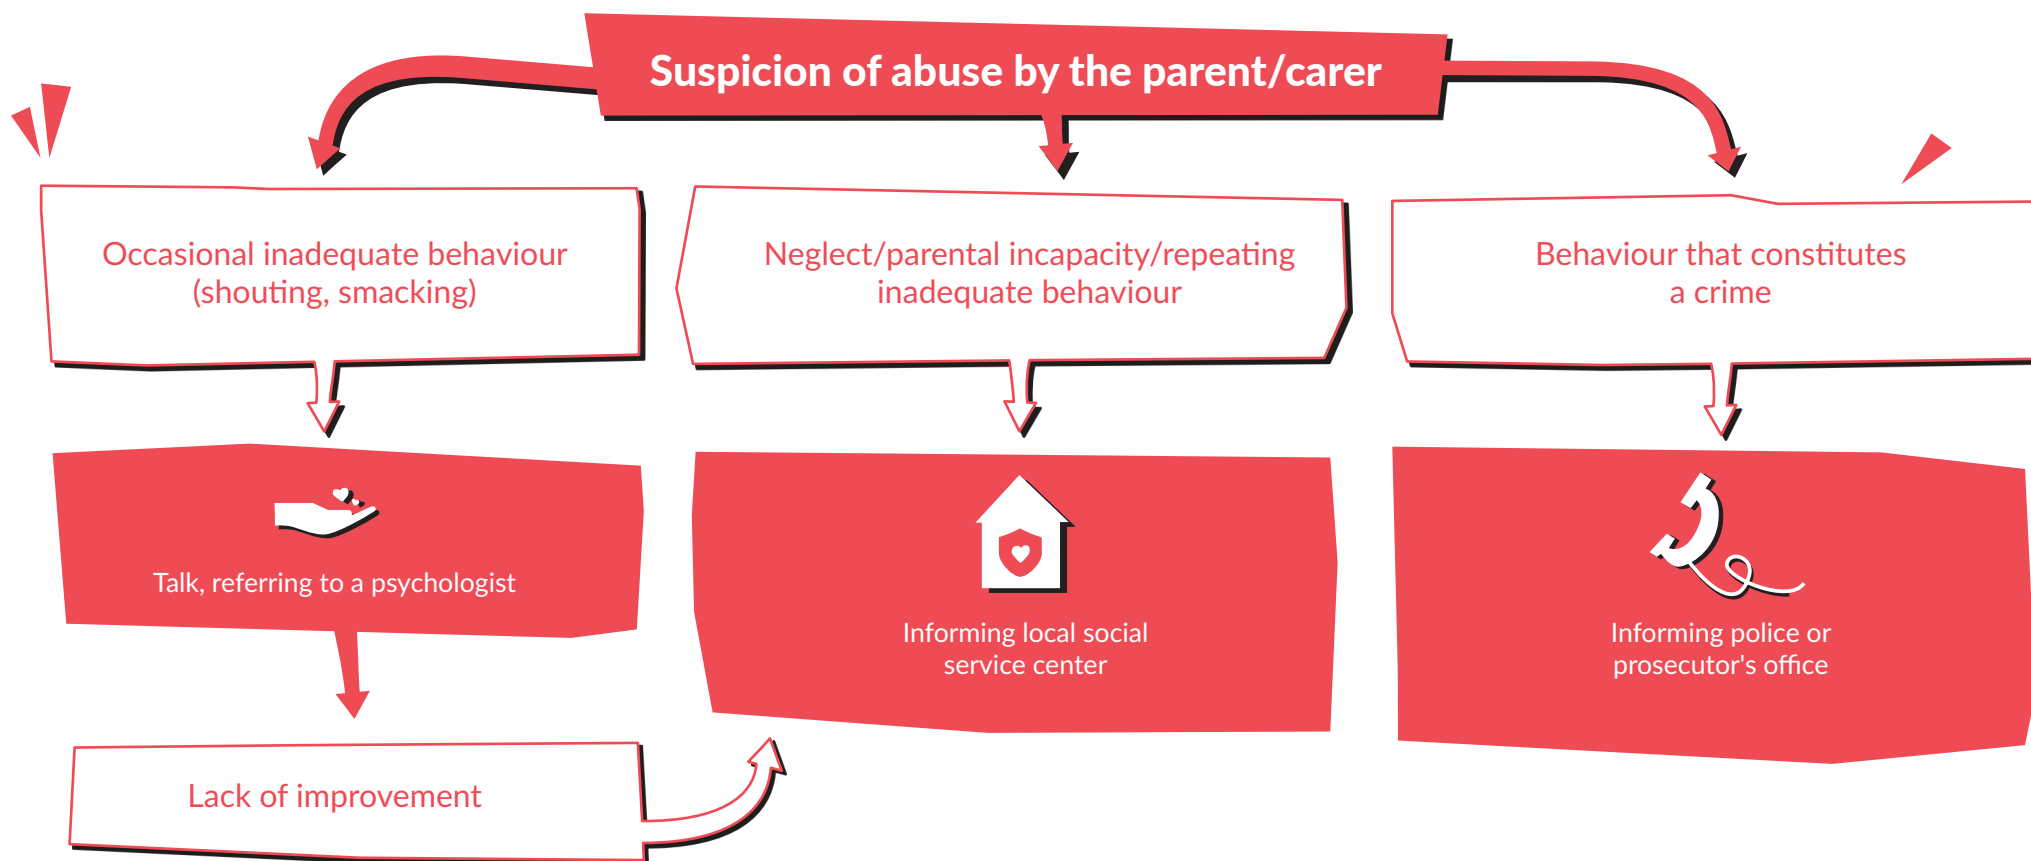 Suspicion of abuse by the parent/carer
Occasional inadequate behaviour
(shouting, smacking)
Neglect/parental incapacity/repeating
inadequate behaviour
Behaviour that constitutes
a crime
Talk, referring to a psychologist
Informing local social
service center
Informing police or
prosecutor's office
Lack of improvement